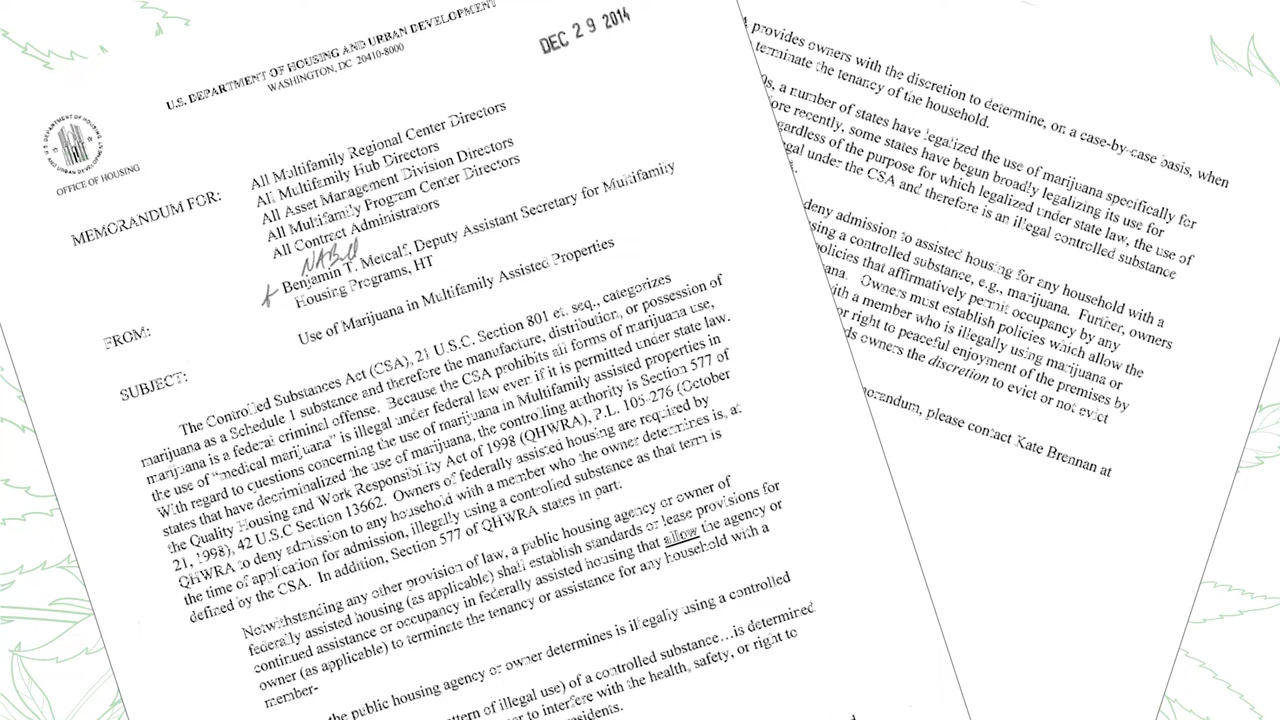 U.S. DEPARTMENT OF HOUSING AND URBAN DEVELOPMENT
WASHINGTON, DC 20410-8000
DEC 29 2014
OFFICE OF HOUSING
MEMORANDUM FOR:
All Multifamily Regional Center Directors
All Multifamily Hub Directors
All Asset Management Division Directors
All Multifamily Program Center Directors
All Contract Administrators
Benjamin T. Metcalf, Deputy Assistant Secretary for Multifamily
Housing Programs, HT
FROM:
Use of Marijuana in Multifamily Assisted Properties
SUBJECT:
The Controlled Substances Act (CSA), 21 U.S.C. Section 801 et. seq., categorizes
marijuana as a Schedule 1 substance and therefore the manufacture, distribution, or possession of
marijuana is a federal criminal offense. Because the CSA prohibits all forms of marijuana use,
the use of "medical marijuana" is illegal under federal law even if it is permitted under state law.
With regard to questions concerning the use of marijuana in Multifamily assisted properties in
states that have decriminalized the use of marijuana, the controlling authority is Section 577 of
the Quality Housing and Work Responsibility Act of 1998 (QHWRA), P.L. 105-276 (October
21, 1998), 42 U.S.C Section 13662. Owners of federally assisted housing are required by
QHWRA to deny admission to any household with a member who the owner determines is, at
the time of application for admission, illegally using a controlled substance as that term is
defined by the CSA. In addition, Section 577 of QHWRA states in part:
Notwithstanding any other provision of law, a public housing agency or owner of
federally assisted housing (as applicable) shall establish standards or lease provisions for
continued assistance or occupancy in federally assisted housing that allow the agency or
owner (as applicable) to terminate the tenancy or assistance for any household with a
member-
the public housing agency or owner determines is illegally using a controlled
ttern of illegal use) of a controlled substance…is determined
r to interfere with the health, safety, or right to
esidents.
A provides owners with the discretion to determine, on a case-by-case basis, when
terminate the tenancy of the household.
0s, a number of states have legalized the use of marijuana specifically for
ore recently, some states have begun broadly legalizing its use for
gardless of the purpose for which legalized under state law, the use of
gal under the CSA and therefore is an illegal controlled substance
deny admission to assisted housing for any household with a
sing a controlled substance, e.g., marijuana. Further, owners
policies that affirmatively permit occupancy by any
ana. Owners must establish policies which allow the
ith a member who is illegally using marijuana or
or right to peaceful enjoyment of the premises by
ds owners the discretion to evict or not evict
morandum, please contact Kate Brennan at